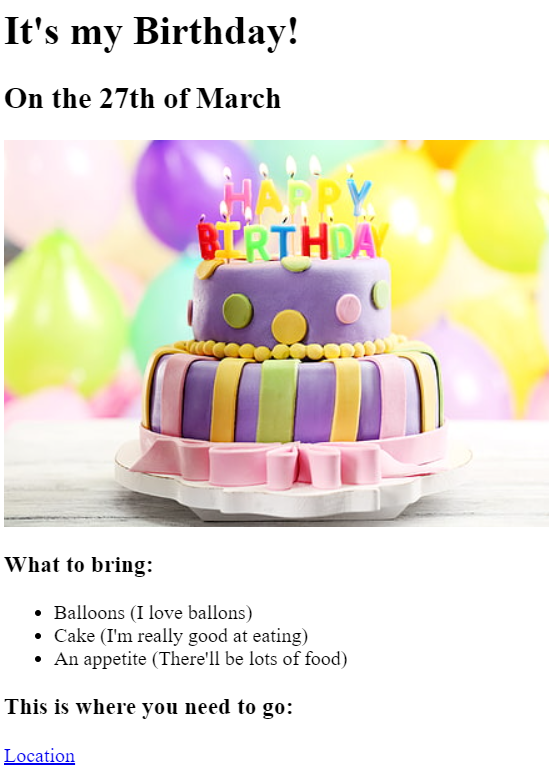 It's my Birthday!
On the 27th of March
HAPPY
BIRTHDAY
What to bring:
Balloons (I love ballons)
Cake (I'm really good at eating)
An appetite (There'll be lots of food)
This is where you need to go:
Location